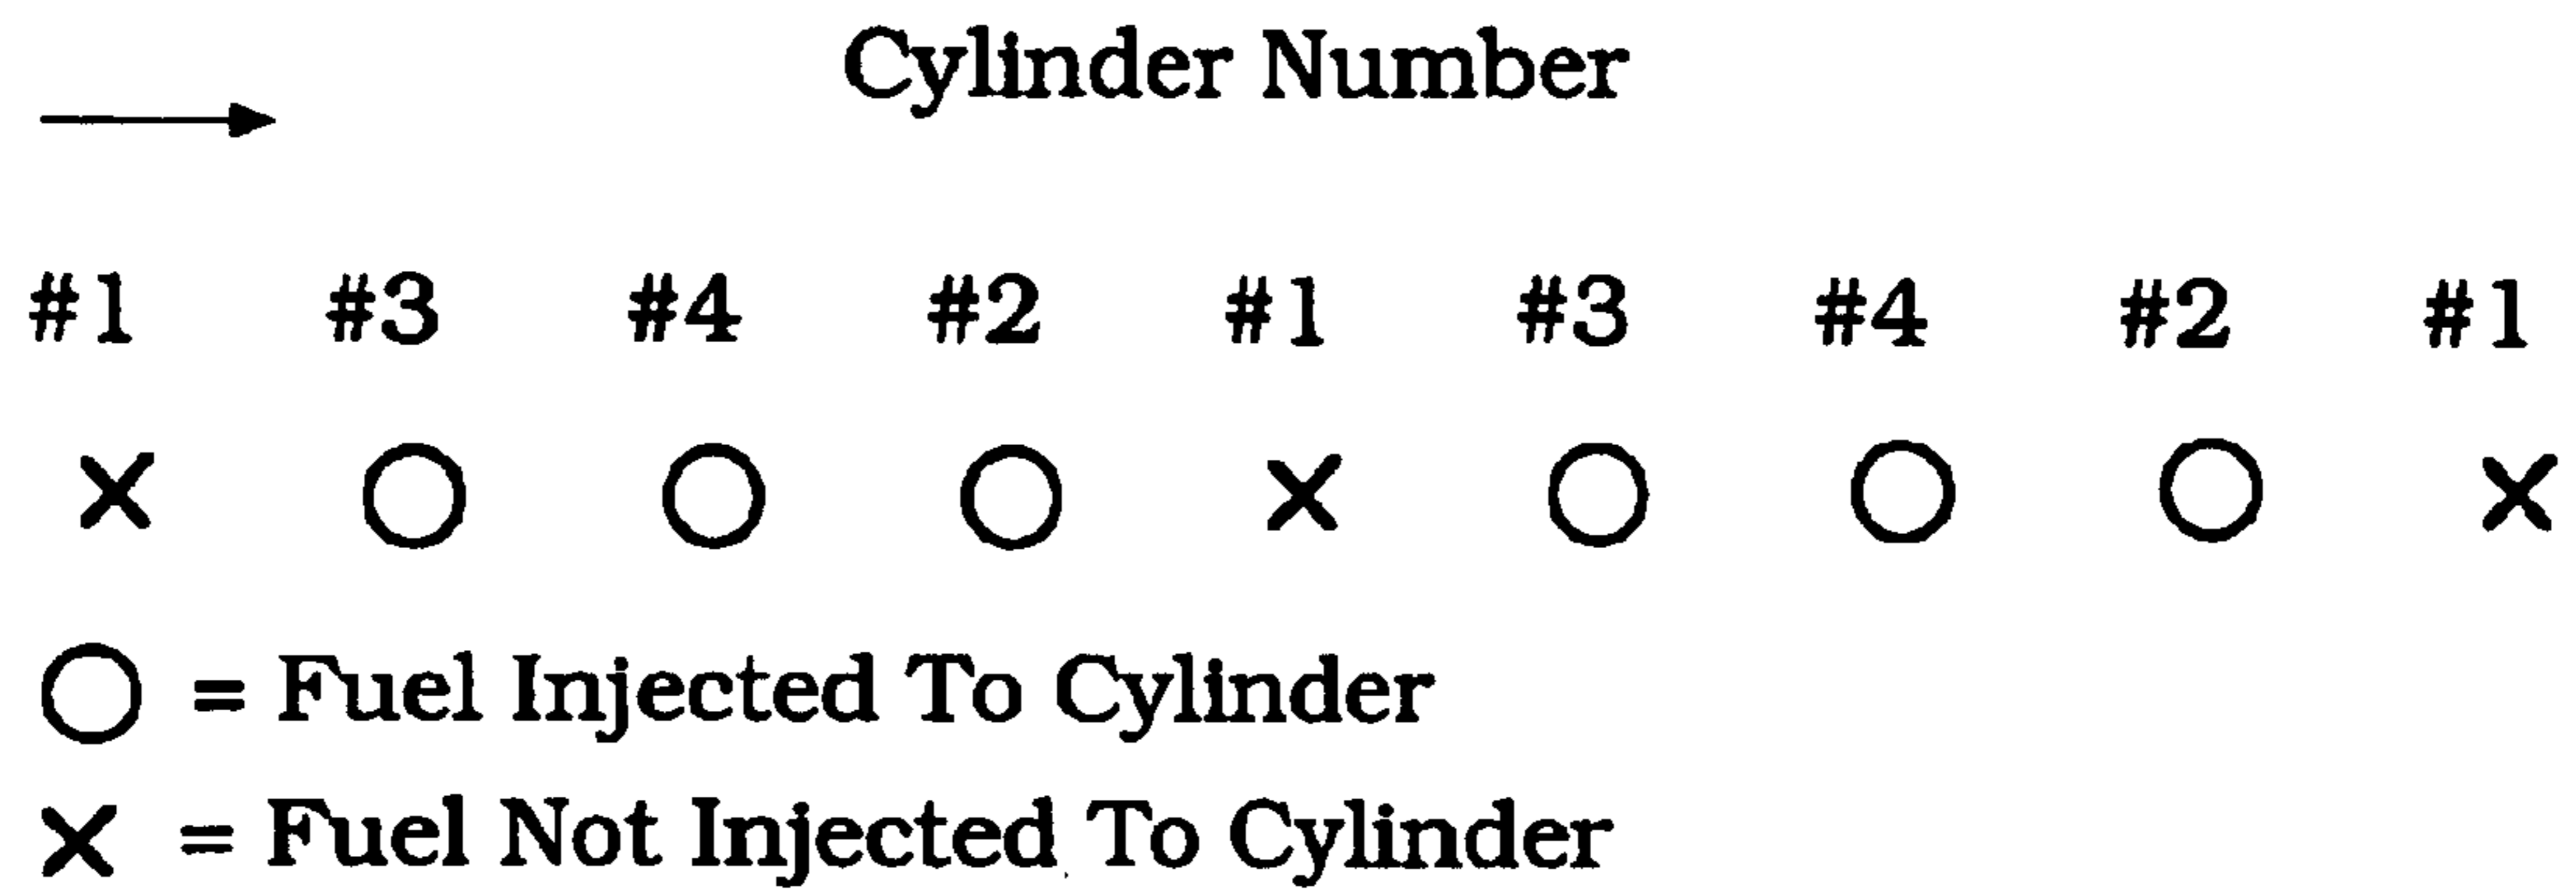 Cylinder Number
#1 #3 #4 #2 #1 #3 #4 #2 #1
X O O O X O O O X
O = Fuel Injected To Cylinder
X = Fuel Not Injected To Cylinder